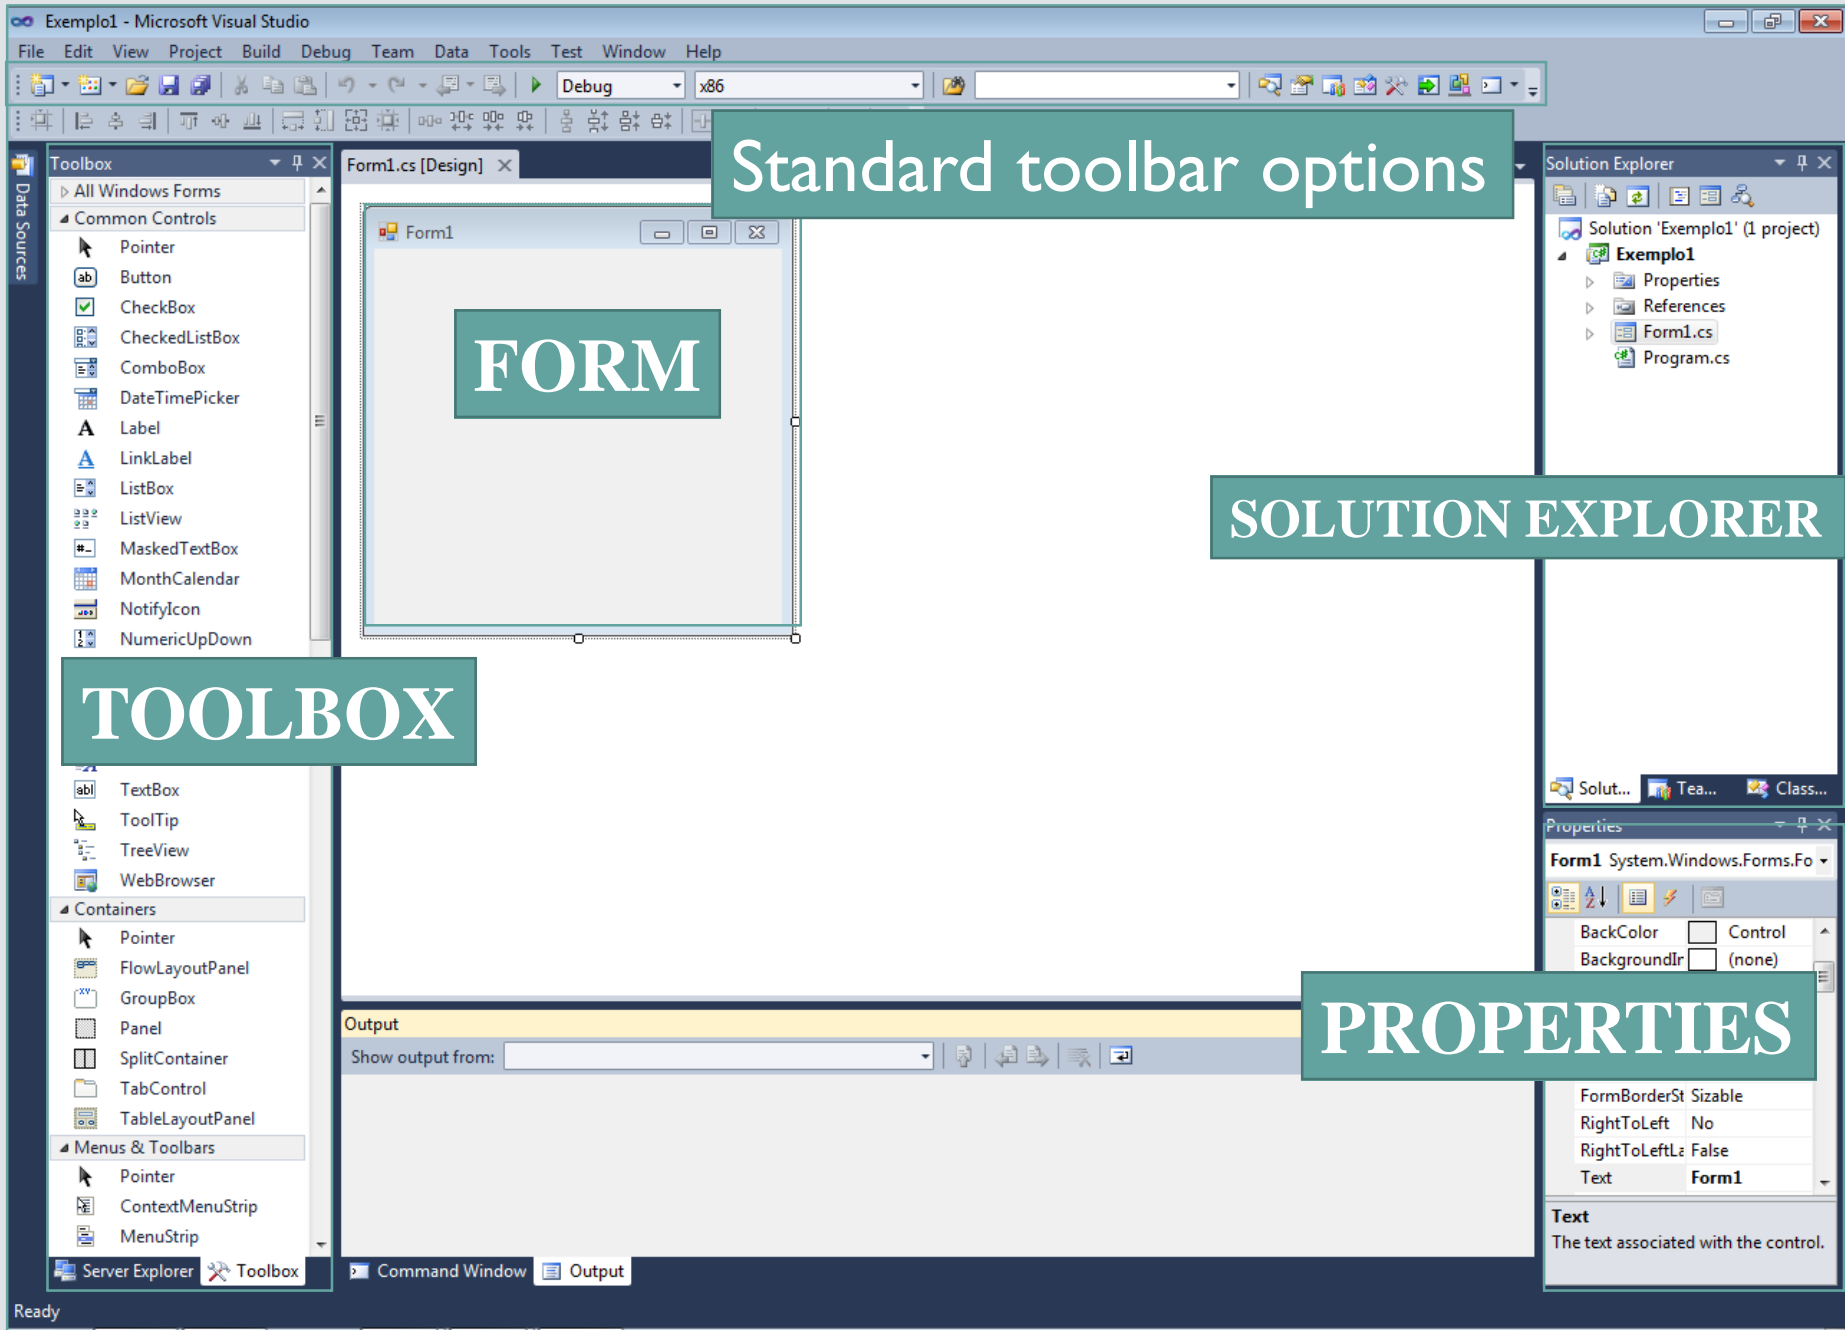 Exemplo1 - Microsoft Visual Studio
File Edit View Project Build Debug Team Data Tools Test Window Help
Debug x86
Standard toolbar options
Data Sources
Toolbox
All Windows Forms
Common Controls
Pointer
Button
CheckBox
CheckedListBox
ComboBox
DateTimePicker
Label
LinkLabel
ListBox
ListView
MaskedTextBox
MonthCalendar
NotifyIcon
NumericUpDown
TOOLBOX
TextBox
ToolTip
TreeView
WebBrowser
Containers
Pointer
FlowLayoutPanel
GroupBox
Panel
SplitContainer
TabControl
TableLayoutPanel
Menus & Toolbars
Pointer
ContextMenuStrip
MenuStrip
Server Explorer Toolbox
Form1.cs [Design]
Form1
FORM
Output
Show output from:
Command Window Output
Solution Explorer
Solution 'Exemplo1' (1 project)
Exemplo1
Properties
References
Form1.cs
Program.cs
SOLUTION EXPLORER
Solut... Tea... Class...
Properties
Form1 System.Windows.Forms.Fo
BackColor Control
BackgroundIr (none)
PROPERTIES
FormBorderSt Sizable
RightToLeft No
RightToLeftLa False
Text Form1
Text
The text associated with the control.
Ready